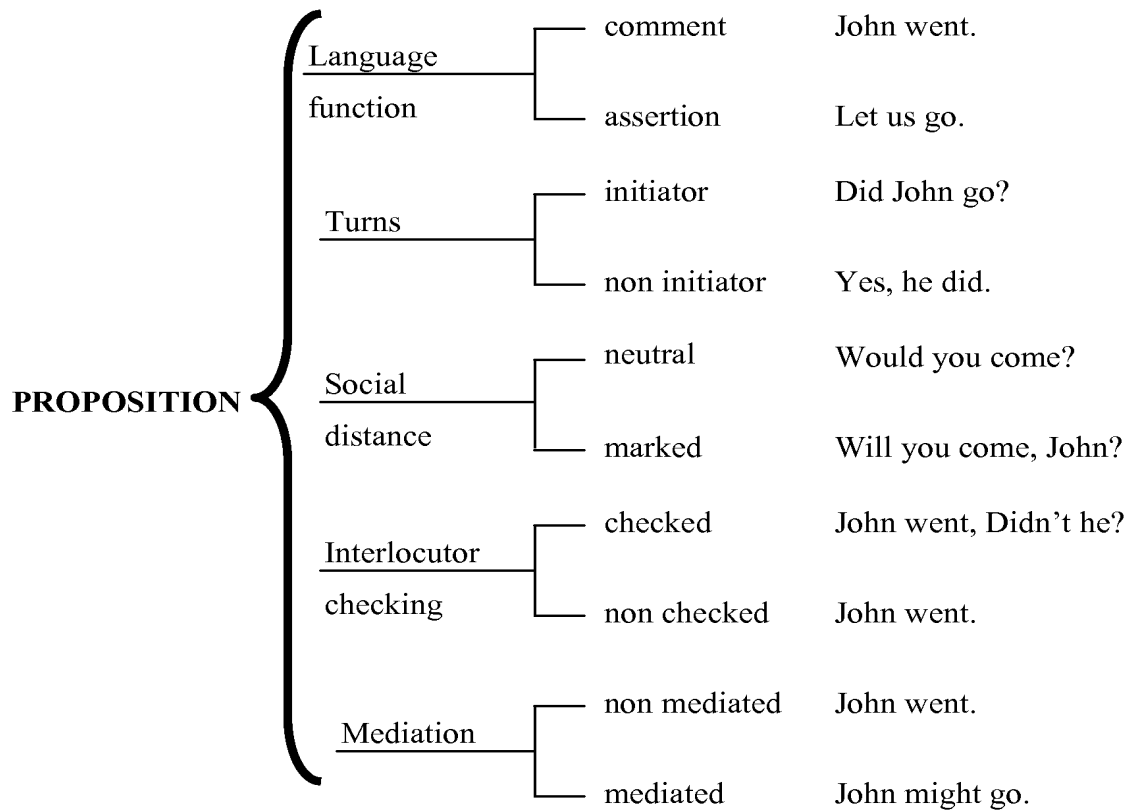 PROPOSITION
Language
function
comment John went.
assertion Let us go.
Turns
initiator Did John go?
non initiator Yes, he did.
Social
distance
neutral Would you come?
marked Will you come, John?
Interlocutor
checking
checked John went, Didn’t he?
non checked John went.
Mediation
non mediated John went.
mediated John might go.